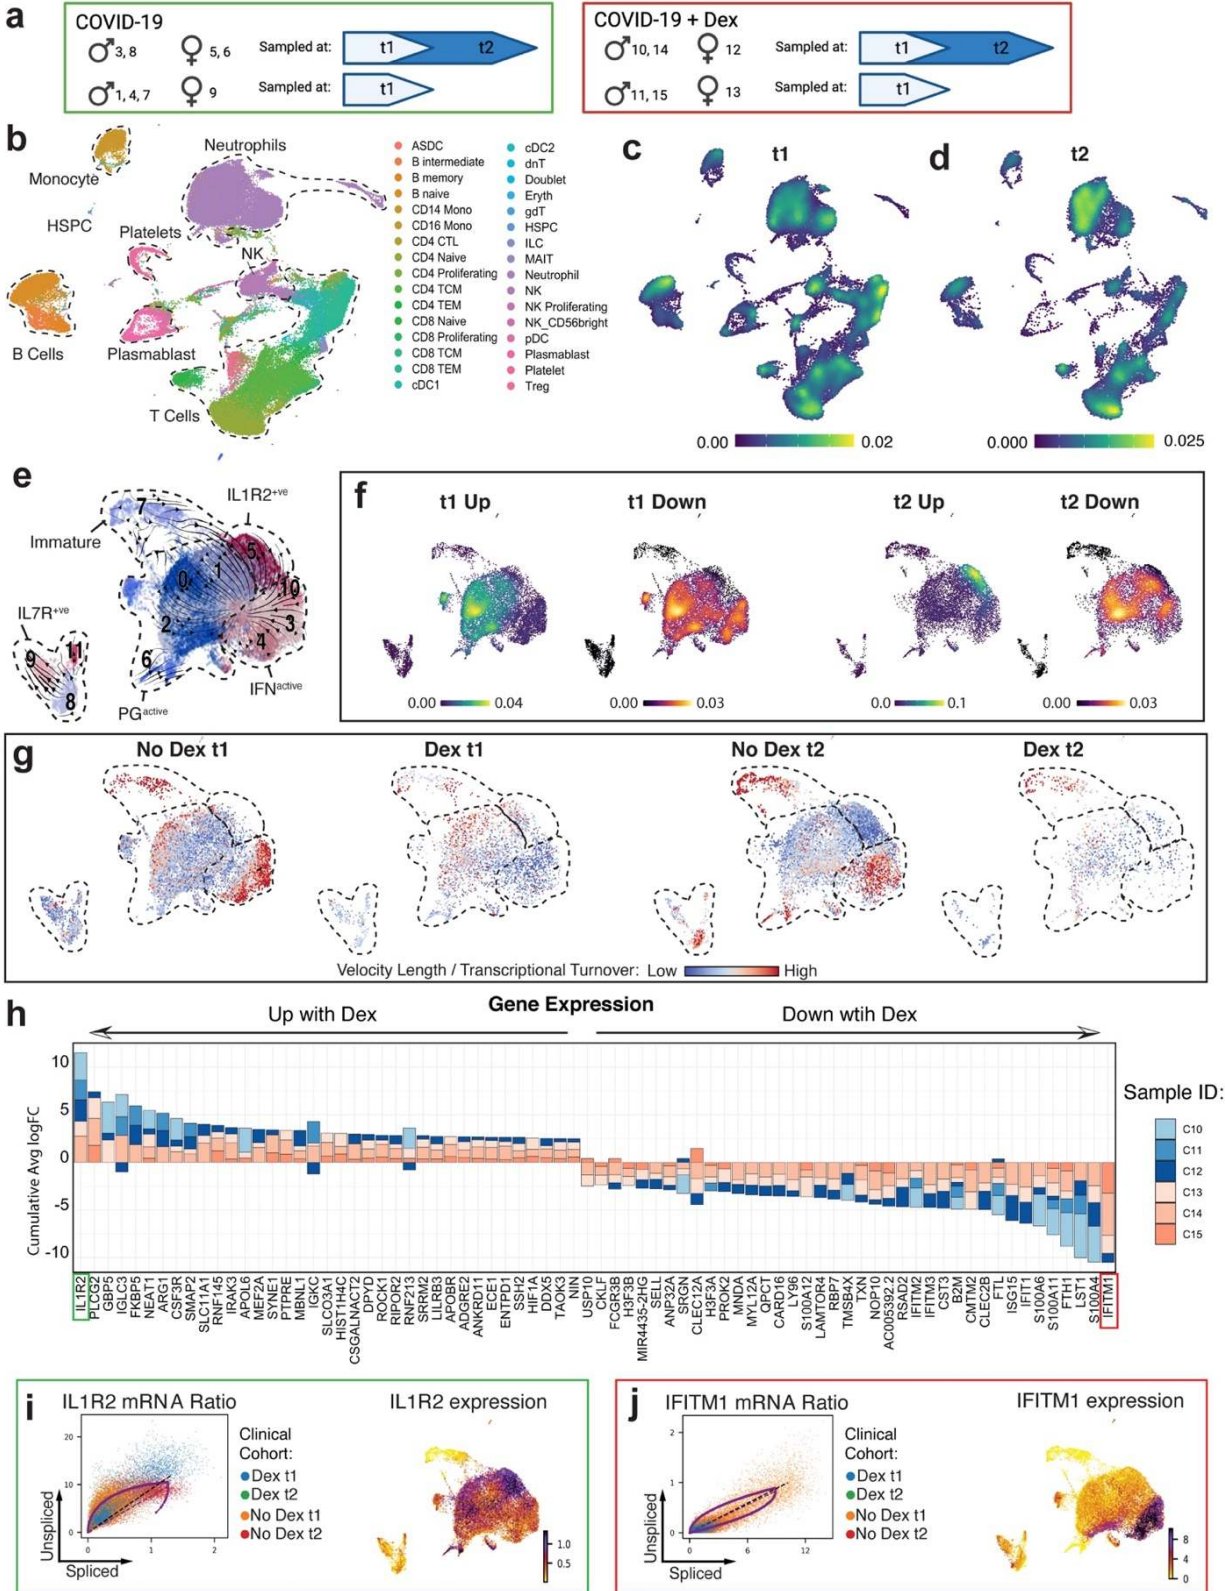 a
COVID-19
3, 8
5, 6
Sampled at:
t1
t2
1, 4, 7
9
Sampled at:
t1
COVID-19 + Dex
10, 14
12
Sampled at:
t1
t2
11, 15
13
Sampled at:
t1
b
Neutrophils
Monocyte
HSPC
Platelets
NK
B Cells
Plasmablast
T Cells
ASDC
B intermediate
B memory
B naive
CD14 Mono
CD16 Mono
CD4 CTL
CD4 Naive
CD4 Proliferating
CD4 TCM
CD4 TEM
CD8 Naive
CD8 Proliferating
CD8 TCM
CD8 TEM
cDC1
cDC2
dnT
Doublet
Eryth
gdT
HSPC
ILC
MAIT
Neutrophil
NK
NK Proliferating
NK_CD56bright
pDC
Plasmablast
Platelet
Treg
c
t1
0.00
0.02
d
t2
0.000
0.025
e
IL1R2+ve
Immature
IL7R+ve
PGactive
IFNactive
7
5
1
0
10
2
3
4
6
9
11
8
f
t1 Up
t1 Down
t2 Up
t2 Down
0.00
0.04
0.00
0.03
0.0
0.1
0.00
0.03
g
No Dex t1
Dex t1
No Dex t2
Dex t2
Velocity Length / Transcriptional Turnover: Low
High
h
Gene Expression
Up with Dex
Down wtih Dex
Cumulative Avg logFC
10
5
0
-5
-10
IL1R2
PLCG2
GBP5
IGLC3
FKBP5
NEAT1
ARG1
CSF3R
SMAP2
SLC11A1
RNF145
IRAK3
APOL6
MEF2A
SYNE1
PTPRE
MBNL1
IGKC
SLCO3A1
HIST1H4C
CSGALNACT2
DPYD
ROCK1
RIPOR2
RNF213
SRRM2
LILRB3
APOBR
ADGRE2
ANKRD11
ECE1
ENTPD1
SSH2
HIF1A
DDX5
TAOK3
NIN
USP10
CKLF
FCGR3B
H3F3B
MIR4435-2HG
SELL
ANP32A
SRGN
CLEC12A
H3F3A
PROK2
MNDA
MYL12A
QPCT
CARD16
LY96
S100A12
LAMTOR4
RBP7
TMSB4X
TXN
NOP10
AC005392.2
RSAD2
IFITM2
IFITM3
CST3
B2M
CMTM2
CLEC2B
FTL
ISG15
IFIT1
S100A6
S100A11
FTH1
LST1
S100A4
IFITM1
Sample ID:
C10
C11
C12
C13
C14
C15
i
IL1R2 mRNA Ratio
20
10
0
0
1
2
Unspliced
Spliced
Clinical
Cohort:
Dex t1
Dex t2
No Dex t1
No Dex t2
IL1R2 expression
1.0
0.5
j
IFITM1 mRNA Ratio
2
1
0
0
6
12
Unspliced
Spliced
Clinical
Cohort:
Dex t1
Dex t2
No Dex t1
No Dex t2
IFITM1 expression
8
4
0